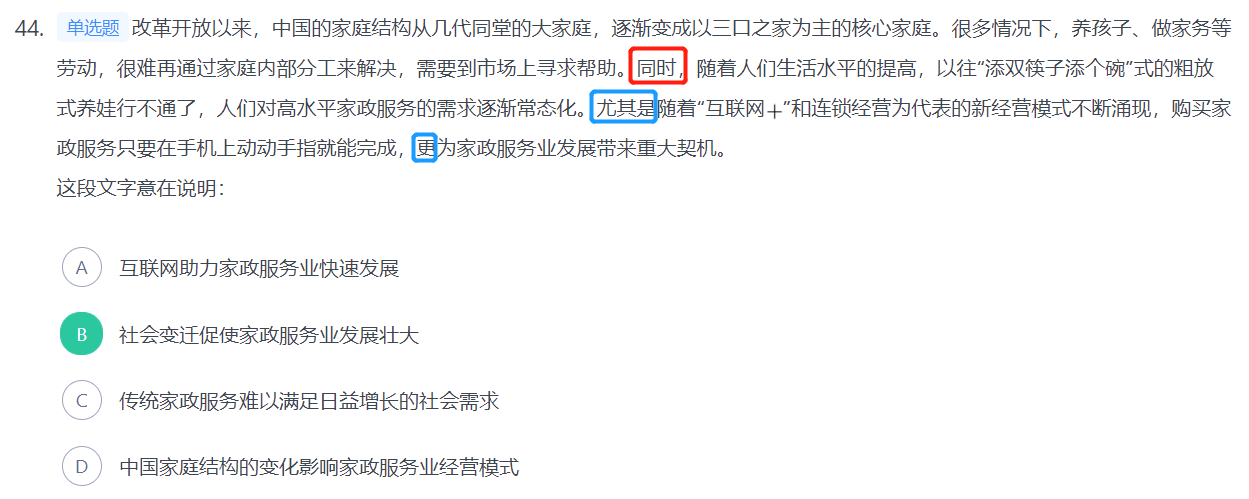 44. 单选题 改革开放以来，中国的家庭结构从几代同堂的大家庭，逐渐变成以三口之家为主的核心家庭。很多情况下，养孩子、做家务等
劳动，很难再通过家庭内部分工来解决，需要到市场上寻求帮助。同时，随着人们生活水平的提高，以往“添双筷子添个碗”式的粗放
式养娃行不通了，人们对高水平家政服务的需求逐渐常态化。尤其是随着“互联网+”和连锁经营为代表的新经营模式不断涌现，购买家
政服务只要在手机上动动手指就能完成，更为家政服务业发展带来重大契机。
这段文字意在说明：
A 互联网助力家政服务业快速发展
B 社会变迁促使家政服务业发展壮大
C 传统家政服务难以满足日益增长的社会需求
D 中国家庭结构的变化影响家政服务业经营模式